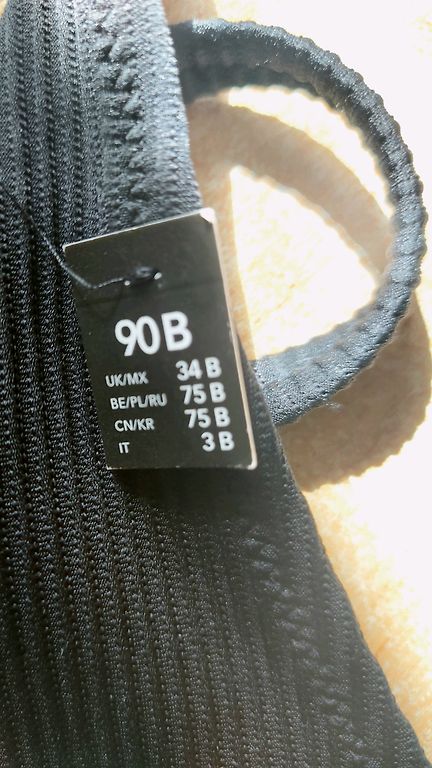 90B
UK/MX 34 B
BE/PL/RU 75 B
CN/KR 75 B
IT 3 B